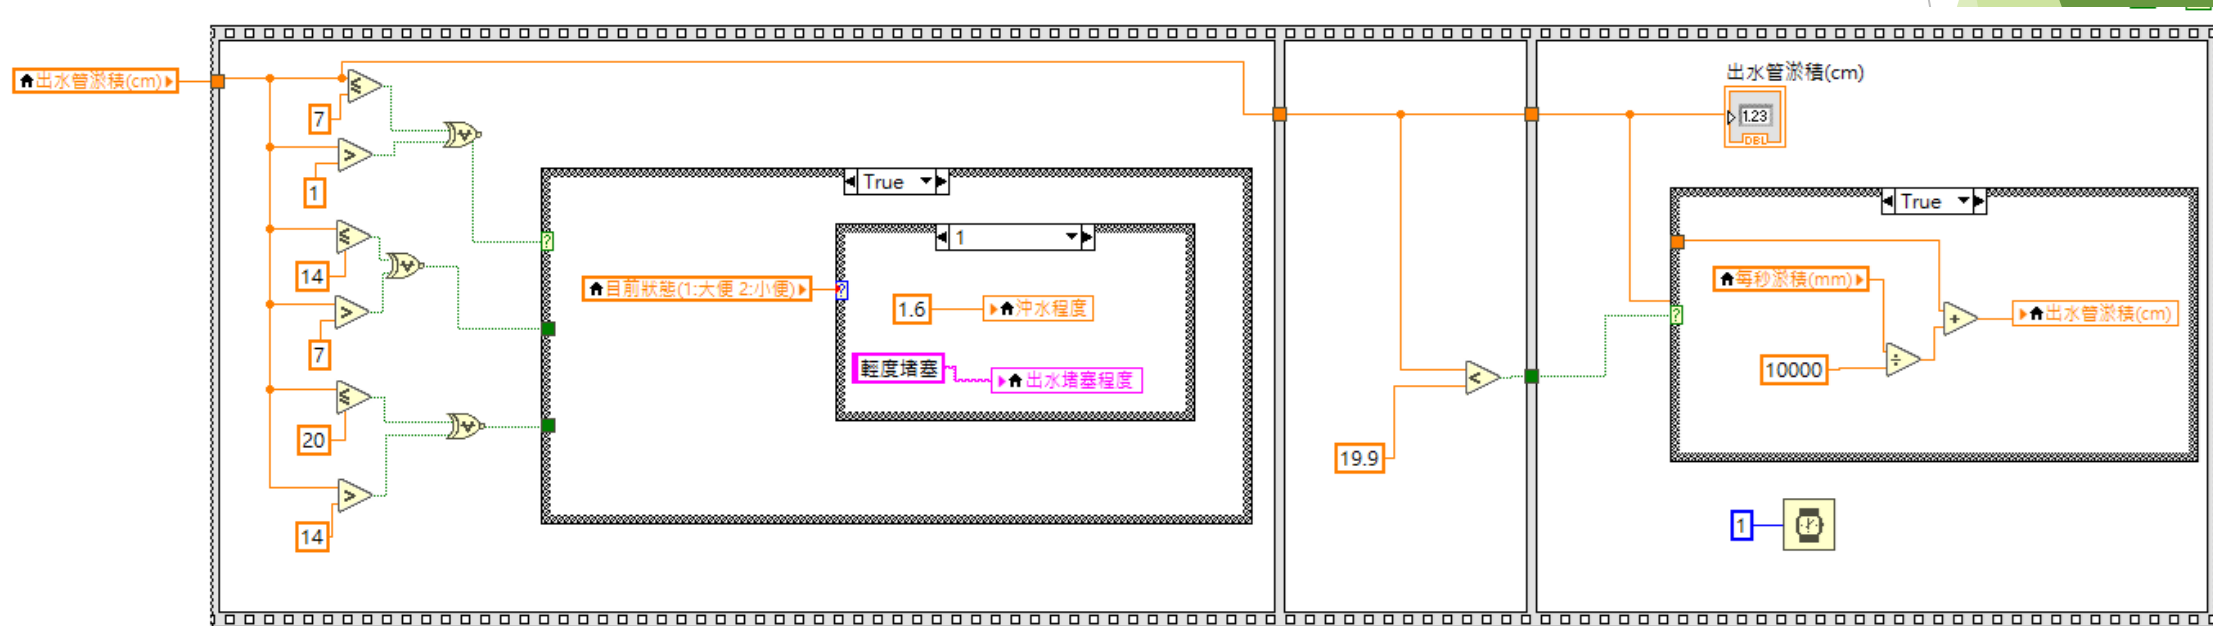 出水管淤積(cm)
7
1
14
7
20
14
True
目前狀態(1:大便 2:小便)
1
1.6
沖水程度
輕度堵塞
出水堵塞程度
19.9
出水管淤積(cm)
1.23
DBL
True
每秒淤積(mm)
10000
出水管淤積(cm)
1